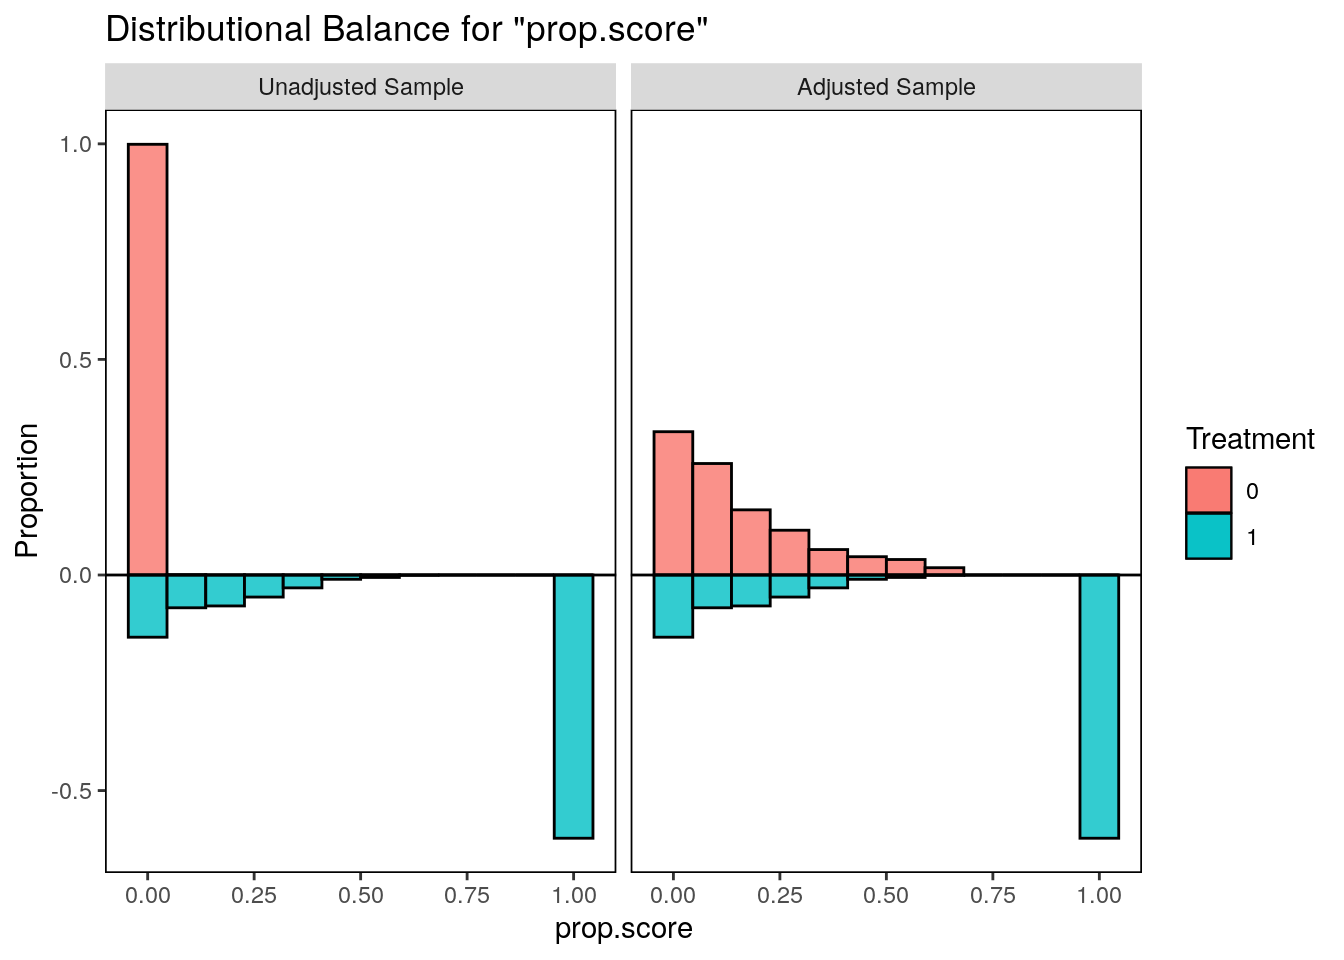 Distributional Balance for "prop.score"
Unadjusted Sample
Adjusted Sample
1.0
0.5
0.0
-0.5
Proportion
0.00 0.25 0.50 0.75 1.00
0.00 0.25 0.50 0.75 1.00
prop.score
Treatment
0
1